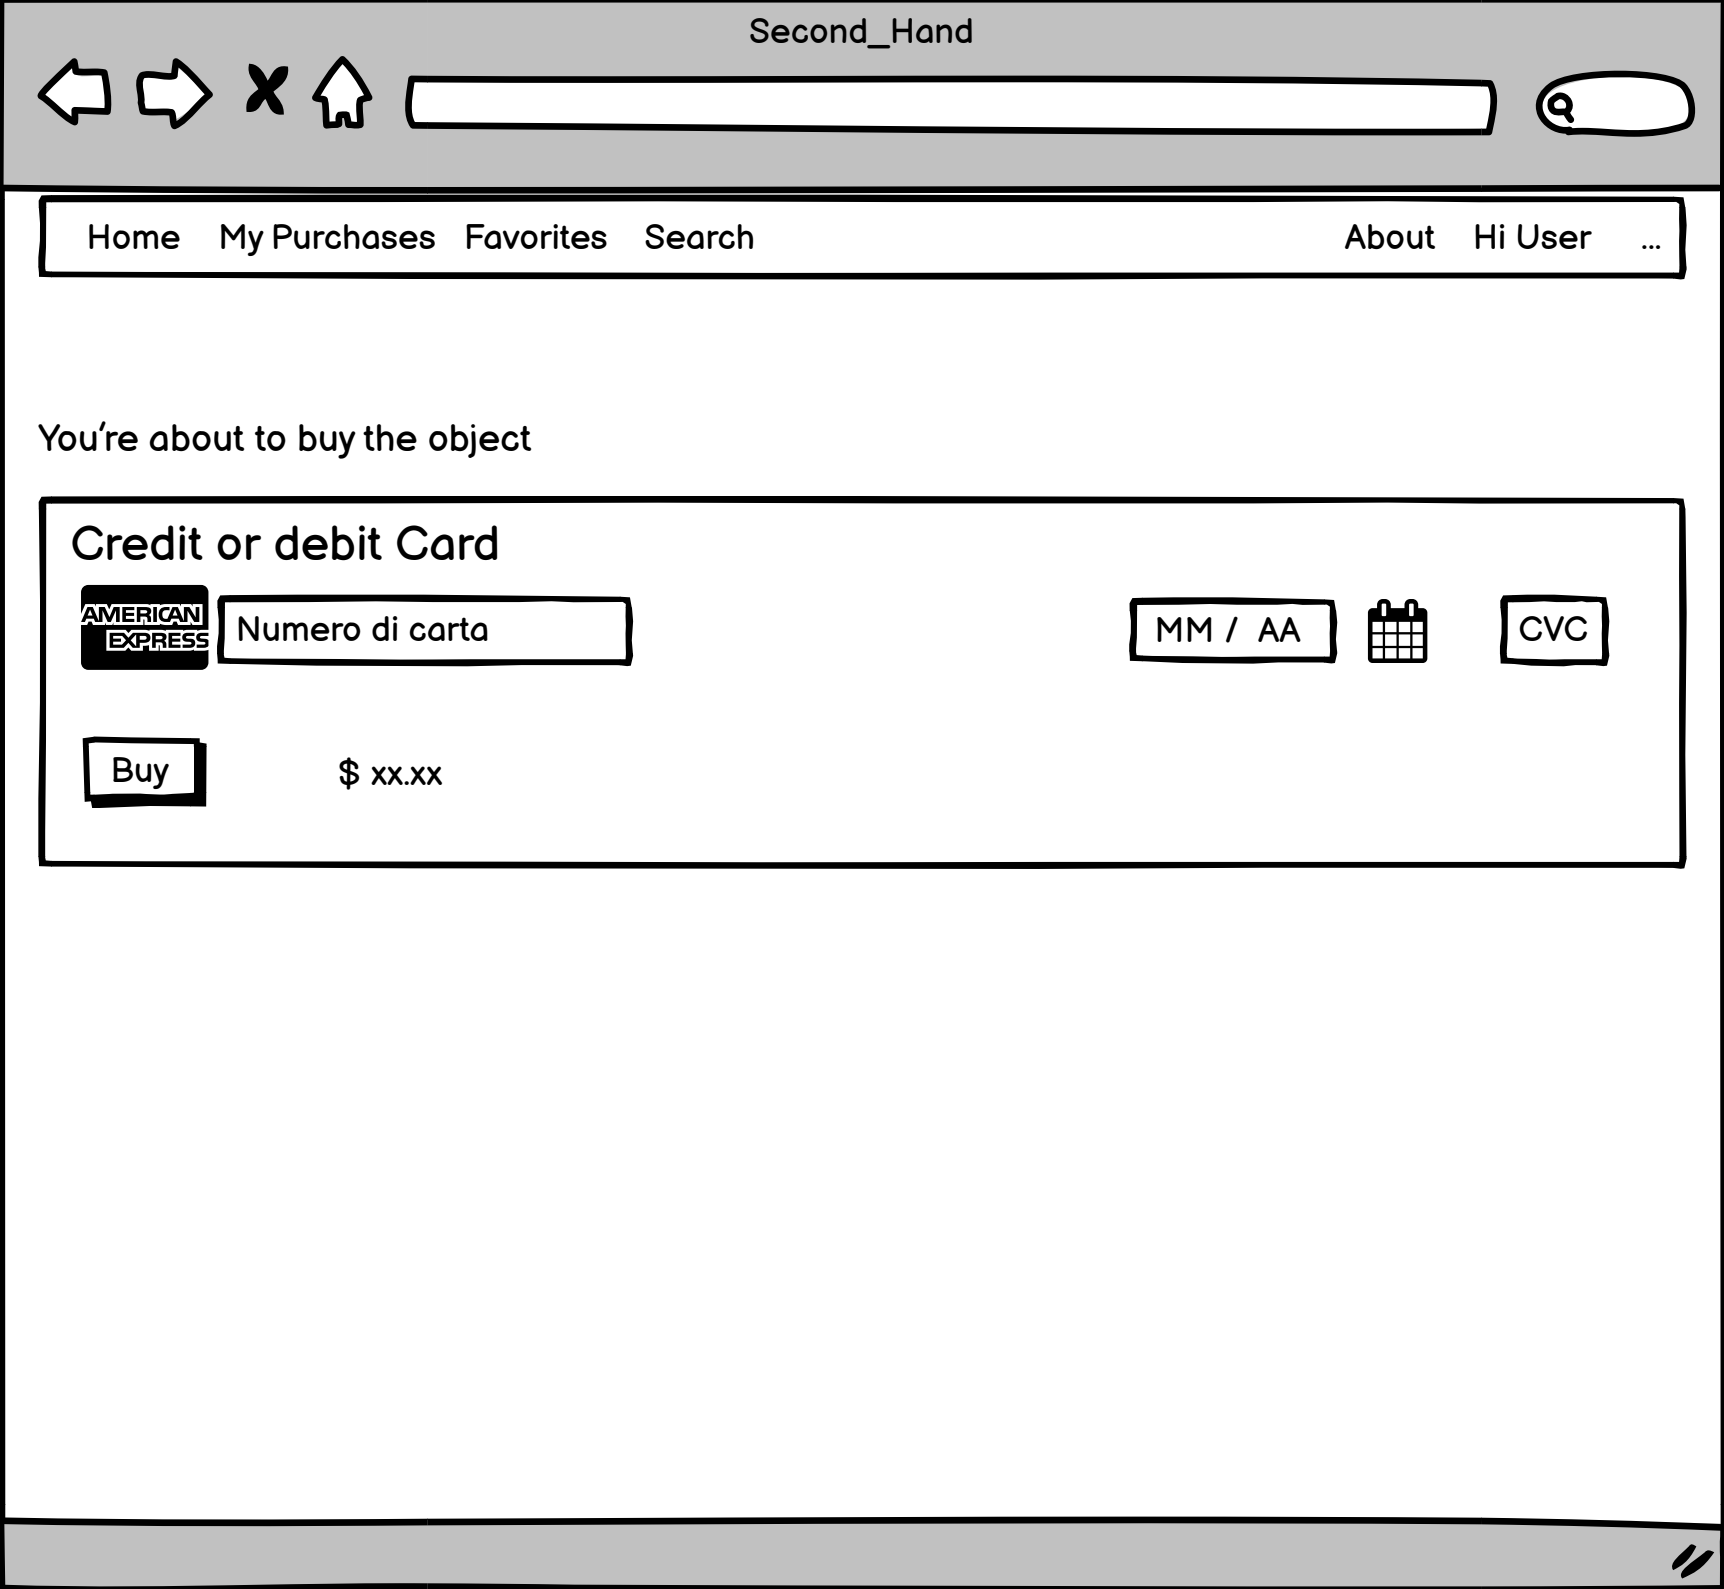 Second_Hand
Home My Purchases Favorites Search About Hi User ...
You're about to buy the object
Credit or debit Card
AMERICAN
EXPRESS
Numero di carta MM / AA CVC
Buy $ xx.xx